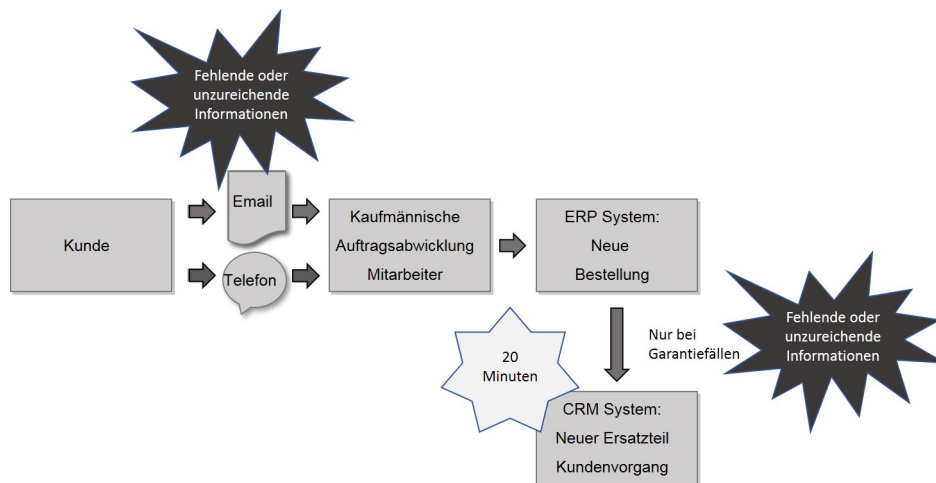 Fehlende oder
unzureichende
Informationen
Kunde
Email
Telefon
Kaufmännische
Auftragsabwicklung
Mitarbeiter
ERP System:
Neue
Bestellung
Nur bei
Garantiefällen
Fehlende oder
unzureichende
Informationen
20
Minuten
CRM System:
Neuer Ersatzteil
Kundenvorgang